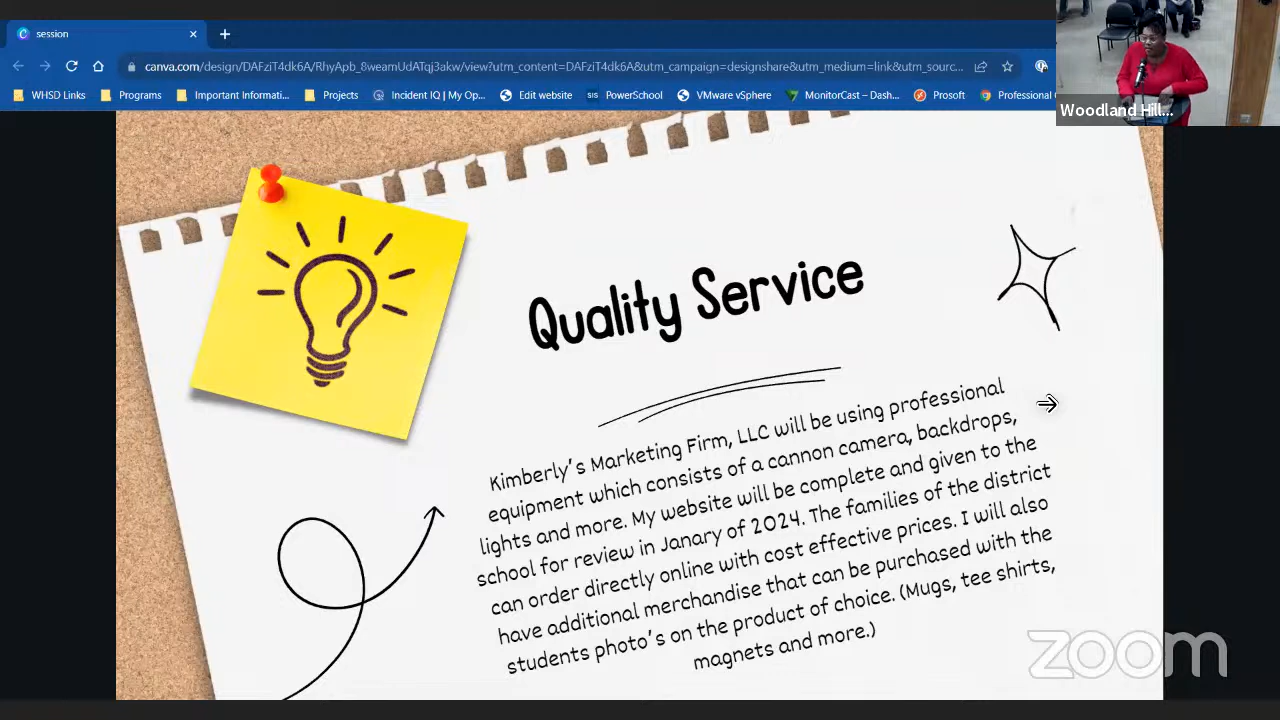 session
canva.com/design/DAFziT4dk6A/RhyApb_8weamUdATqj3akw/view?utm_content=DAFziT4dk6A&utm_campaign=designshare&utm_medium=link&utm_sourc...
WHSD Links Programs Important Informati... Projects Incident IQ | My Op... Edit website SIS PowerSchool VMware vSphere MonitorCast – Dash... Prosoft Professional
Woodland Hill...
Quality Service
Kimberly's Marketing Firm, LLC will be using professional
equipment which consists of a cannon camera, backdrops,
lights and more. My website will be complete and given to the
school for review in Janary of 2024. The families of the district
can order directly online with cost effective prices. I will also
have additional merchandise that can be purchased with the
students photo's on the product of choice. (Mugs, tee shirts,
magnets and more.)
zoom